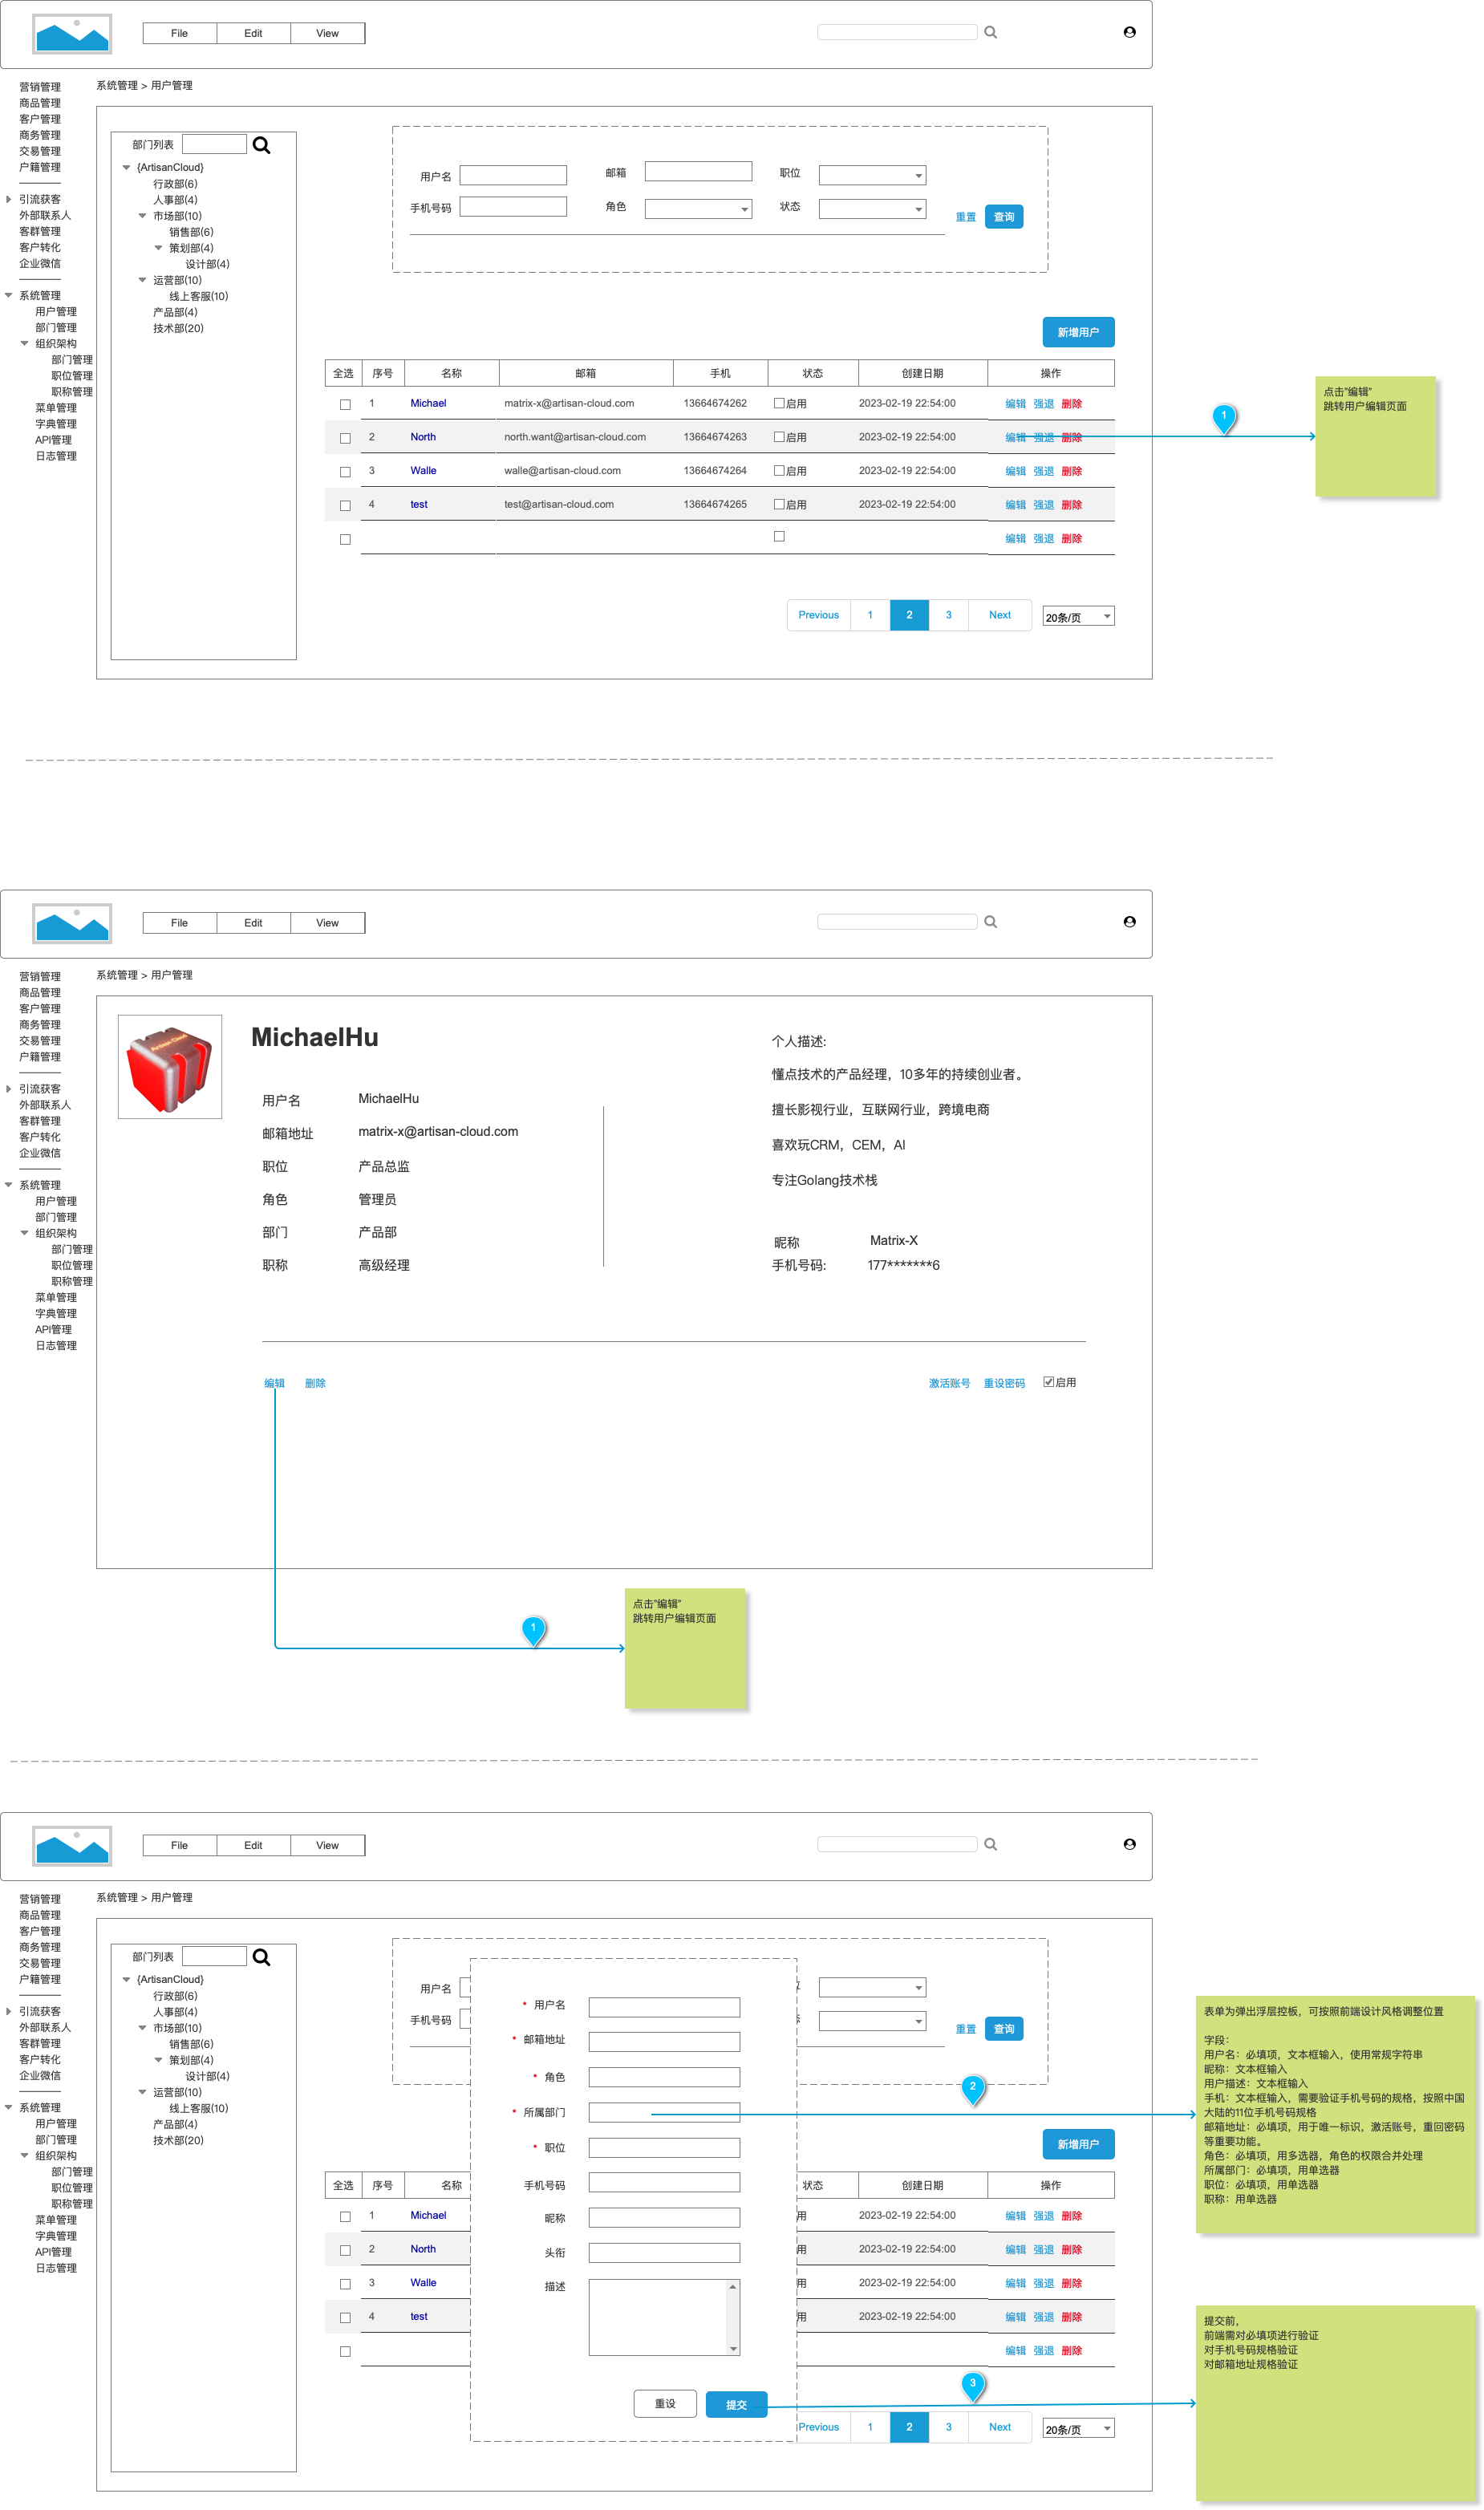 File Edit View
营销管理
商品管理
客户管理
商务管理
交易管理
户籍管理
引流获客
外部联系人
客群管理
客户转化
企业微信
系统管理
用户管理
部门管理
组织架构
部门管理
职位管理
职称管理
菜单管理
字典管理
API管理
日志管理
系统管理 > 用户管理
部门列表
{ArtisanCloud}
行政部(6)
人事部(4)
市场部(10)
销售部(6)
策划部(4)
设计部(4)
运营部(10)
线上客服(10)
产品部(4)
技术部(20)
用户名 邮箱 职位
手机号码 角色 状态
重置 查询
新增用户
全选 序号 名称 邮箱 手机 状态 创建日期 操作
1 Michael matrix-x@artisan-cloud.com 13664674262 启用 2023-02-19 22:54:00 编辑 强退 删除
2 North north.want@artisan-cloud.com 13664674263 启用 2023-02-19 22:54:00 编辑 强退 删除
3 Walle walle@artisan-cloud.com 13664674264 启用 2023-02-19 22:54:00 编辑 强退 删除
4 test test@artisan-cloud.com 13664674265 启用 2023-02-19 22:54:00 编辑 强退 删除
编辑 强退 删除
Previous 1 2 3 Next 20条/页
1
点击"编辑"
跳转用户编辑页面
File Edit View
营销管理
商品管理
客户管理
商务管理
交易管理
户籍管理
引流获客
外部联系人
客群管理
客户转化
企业微信
系统管理
用户管理
部门管理
组织架构
部门管理
职位管理
职称管理
菜单管理
字典管理
API管理
日志管理
系统管理 > 用户管理
MichaelHu
用户名 MichaelHu
邮箱地址 matrix-x@artisan-cloud.com
职位 产品总监
角色 管理员
部门 产品部
职称 高级经理
个人描述:
懂点技术的产品经理，10多年的持续创业者。
擅长影视行业，互联网行业，跨境电商
喜欢玩CRM，CEM，AI
专注Golang技术栈
昵称 Matrix-X
手机号码: 177*******6
编辑 删除 激活账号 重设密码 启用
1
点击"编辑"
跳转用户编辑页面
File Edit View
营销管理
商品管理
客户管理
商务管理
交易管理
户籍管理
引流获客
外部联系人
客群管理
客户转化
企业微信
系统管理
用户管理
部门管理
组织架构
部门管理
职位管理
职称管理
菜单管理
字典管理
API管理
日志管理
系统管理 > 用户管理
部门列表
{ArtisanCloud}
行政部(6)
人事部(4)
市场部(10)
销售部(6)
策划部(4)
设计部(4)
运营部(10)
线上客服(10)
产品部(4)
技术部(20)
用户名
手机号码
重置 查询
新增用户
全选 序号 名称 状态 创建日期 操作
1 Michael 用 2023-02-19 22:54:00 编辑 强退 删除
2 North 用 2023-02-19 22:54:00 编辑 强退 删除
3 Walle 用 2023-02-19 22:54:00 编辑 强退 删除
4 test 用 2023-02-19 22:54:00 编辑 强退 删除
编辑 强退 删除
Previous 1 2 3 Next 20条/页
* 用户名
* 邮箱地址
* 角色
* 所属部门
* 职位
手机号码
昵称
头衔
描述
重设 提交
2
表单为弹出浮层控板，可按照前端设计风格调整位置
字段：
用户名：必填项，文本框输入，使用常规字符串
昵称：文本框输入
用户描述：文本框输入
手机：文本框输入，需要验证手机号码的规格，按照中国
大陆的11位手机号码规格
邮箱地址：必填项，用于唯一标识，激活账号，重回密码
等重要功能。
角色：必填项，用多选器，角色的权限合并处理
所属部门：必填项，用单选器
职位：必填项，用单选器
职称：用单选器
3
提交前，
前端需对必填项进行验证
对手机号码规格验证
对邮箱地址规格验证